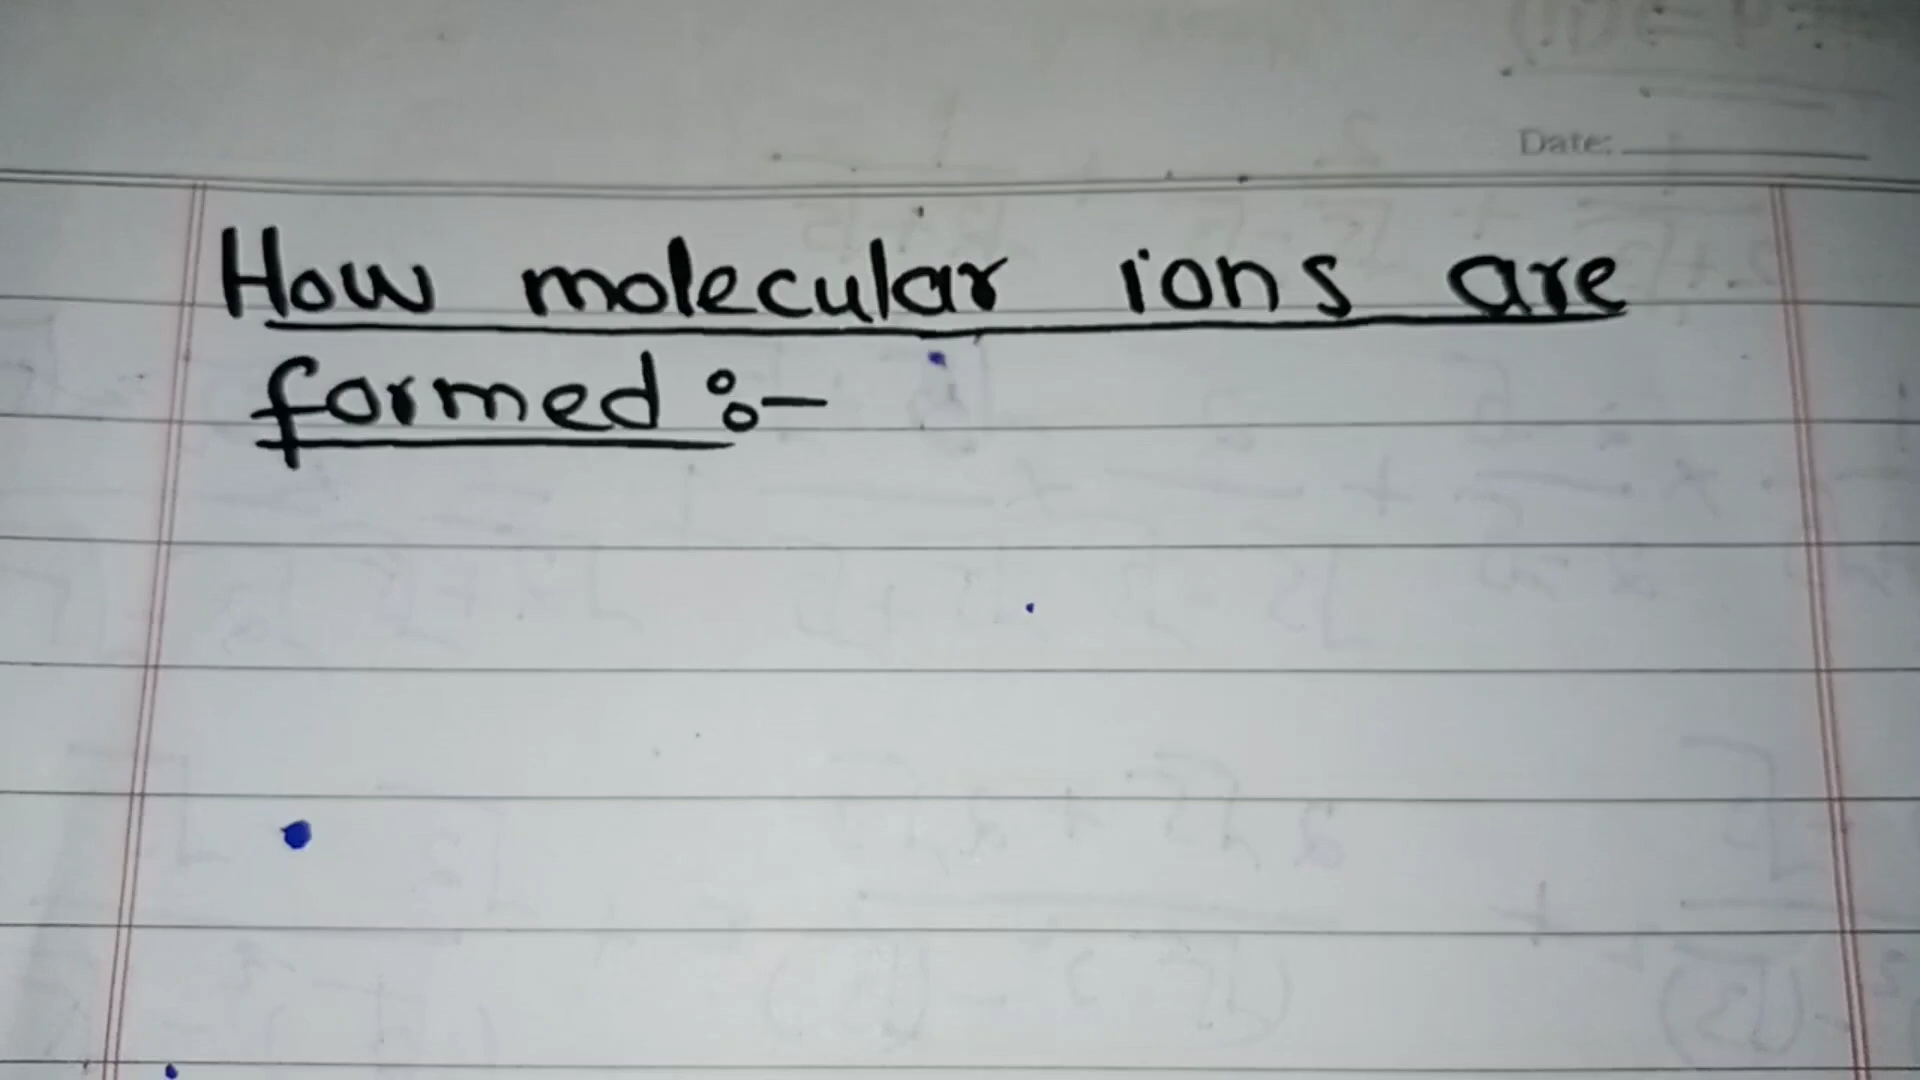 Date:
How molecular ions are
formed :-